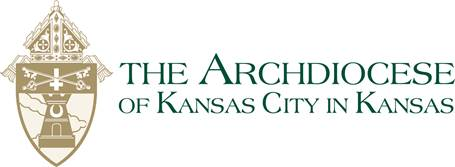 THE ARCHDIOCESE
OF KANSAS CITY IN KANSAS